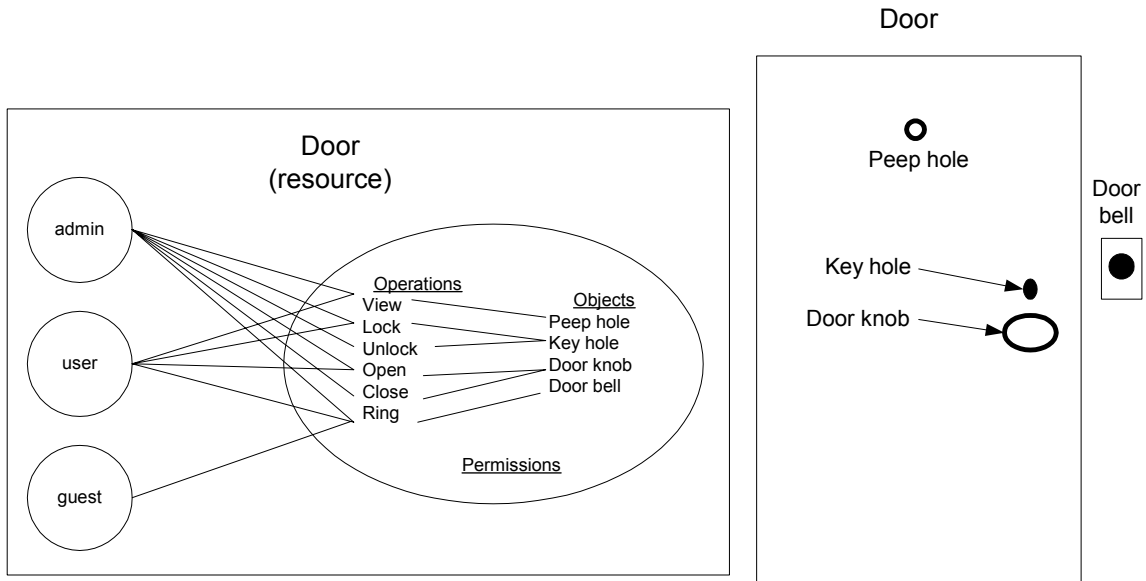 Door
(resource)
admin
user
guest
Operations
View
Lock
Unlock
Open
Close
Ring
Objects
Peep hole
Key hole
Door knob
Door bell
Permissions
Door
Peep hole
Key hole
Door knob
Door
bell